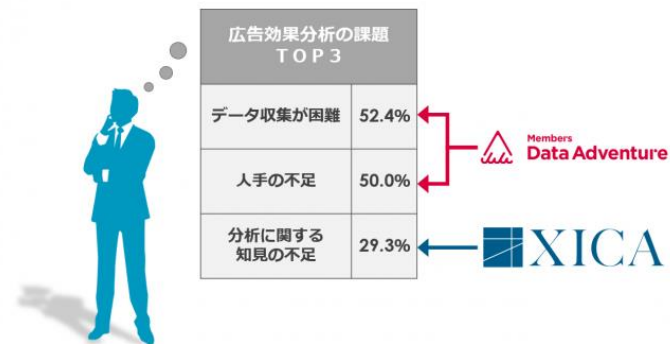 広告効果分析の課題
TOP3
データ収集が困難 52.4%
人手の不足 50.0%
分析に関する
知見の不足 29.3%
Members
Data Adventure
XICA